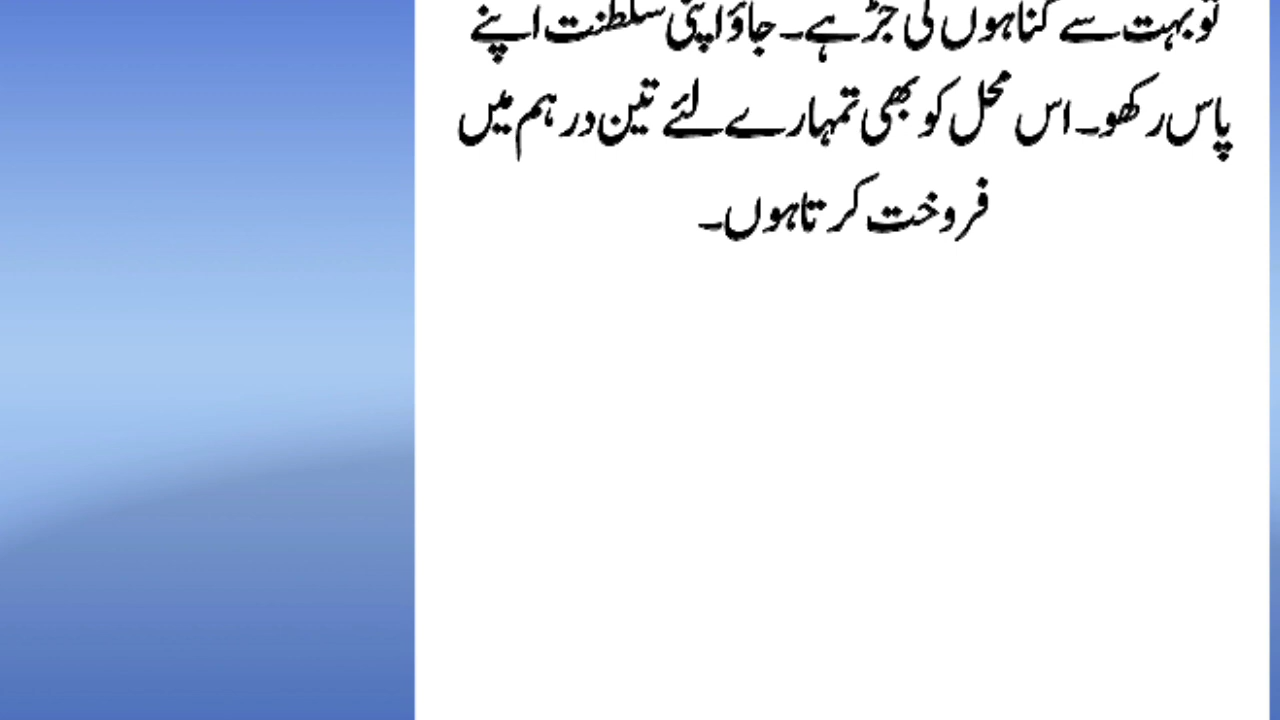 تو بہت سے گناہوں کی جڑ ہے۔ جاؤ اپنی سلطنت اپنے
پاس رکھو۔ اس محل کو بھی تمہارے لئے تین درہم میں
فروخت کرتا ہوں۔